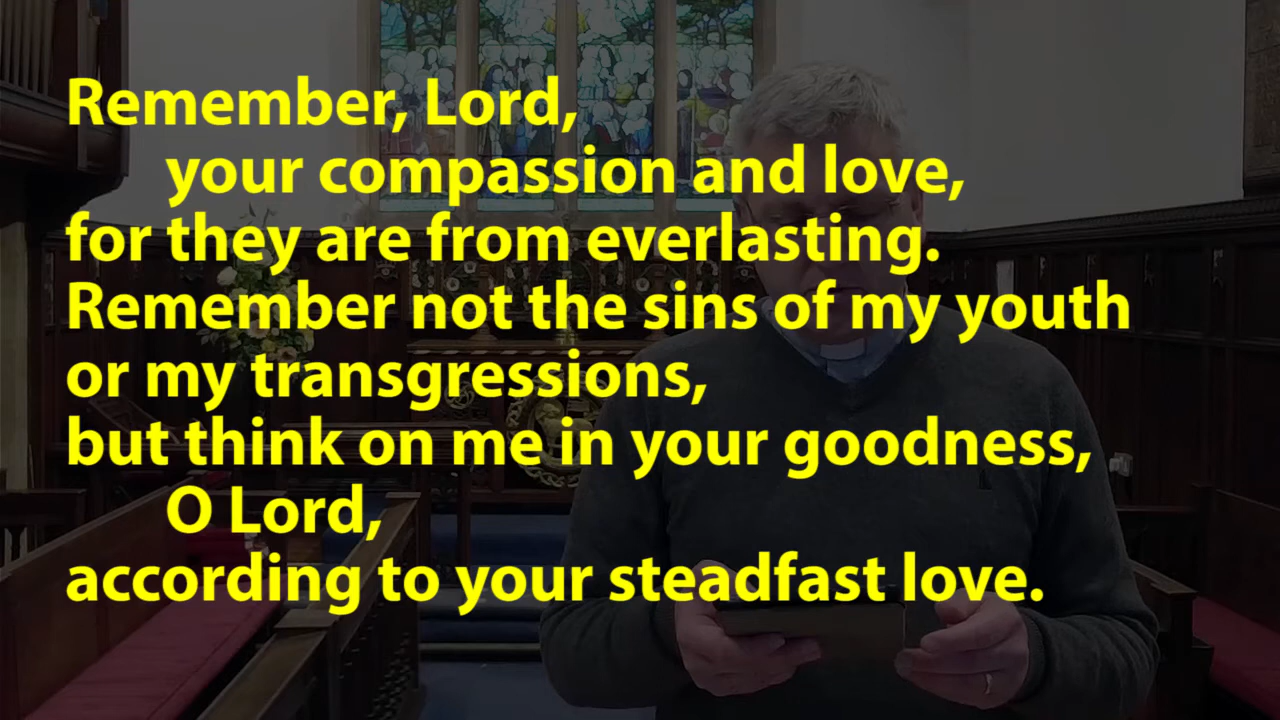 Remember, Lord,
your compassion and love,
for they are from everlasting.
Remember not the sins of my youth
or my transgressions,
but think on me in your goodness,
O Lord,
according to your steadfast love.